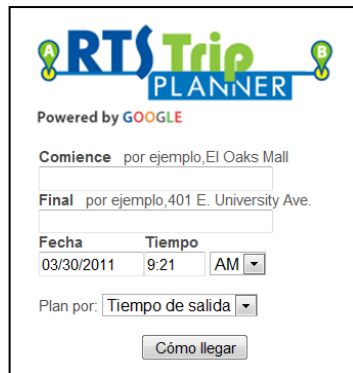 A RTS Trip B
PLANNER
Powered by GOOGLE
Comience por ejemplo,El Oaks Mall
Final por ejemplo,401 E. University Ave.
Fecha Tiempo
03/30/2011 9:21 AM
Plan por: Tiempo de salida
Cómo llegar